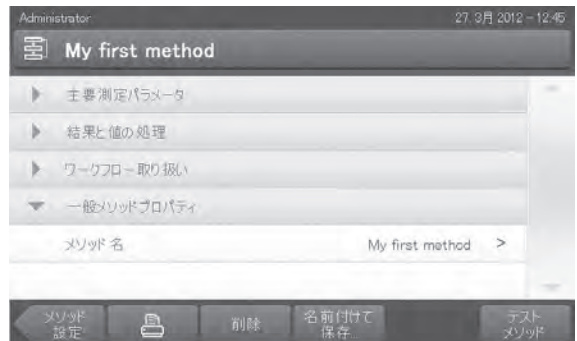 Administrator
27. 3月 2012 - 12:45
My first method
主要測定パラメータ
結果と値の処理
ワークフロー取り扱い
一般メソッドプロパティ
メソッド名
My first method >
メソッド
設定
削除
名前付けて
保存...
テスト
メソッド